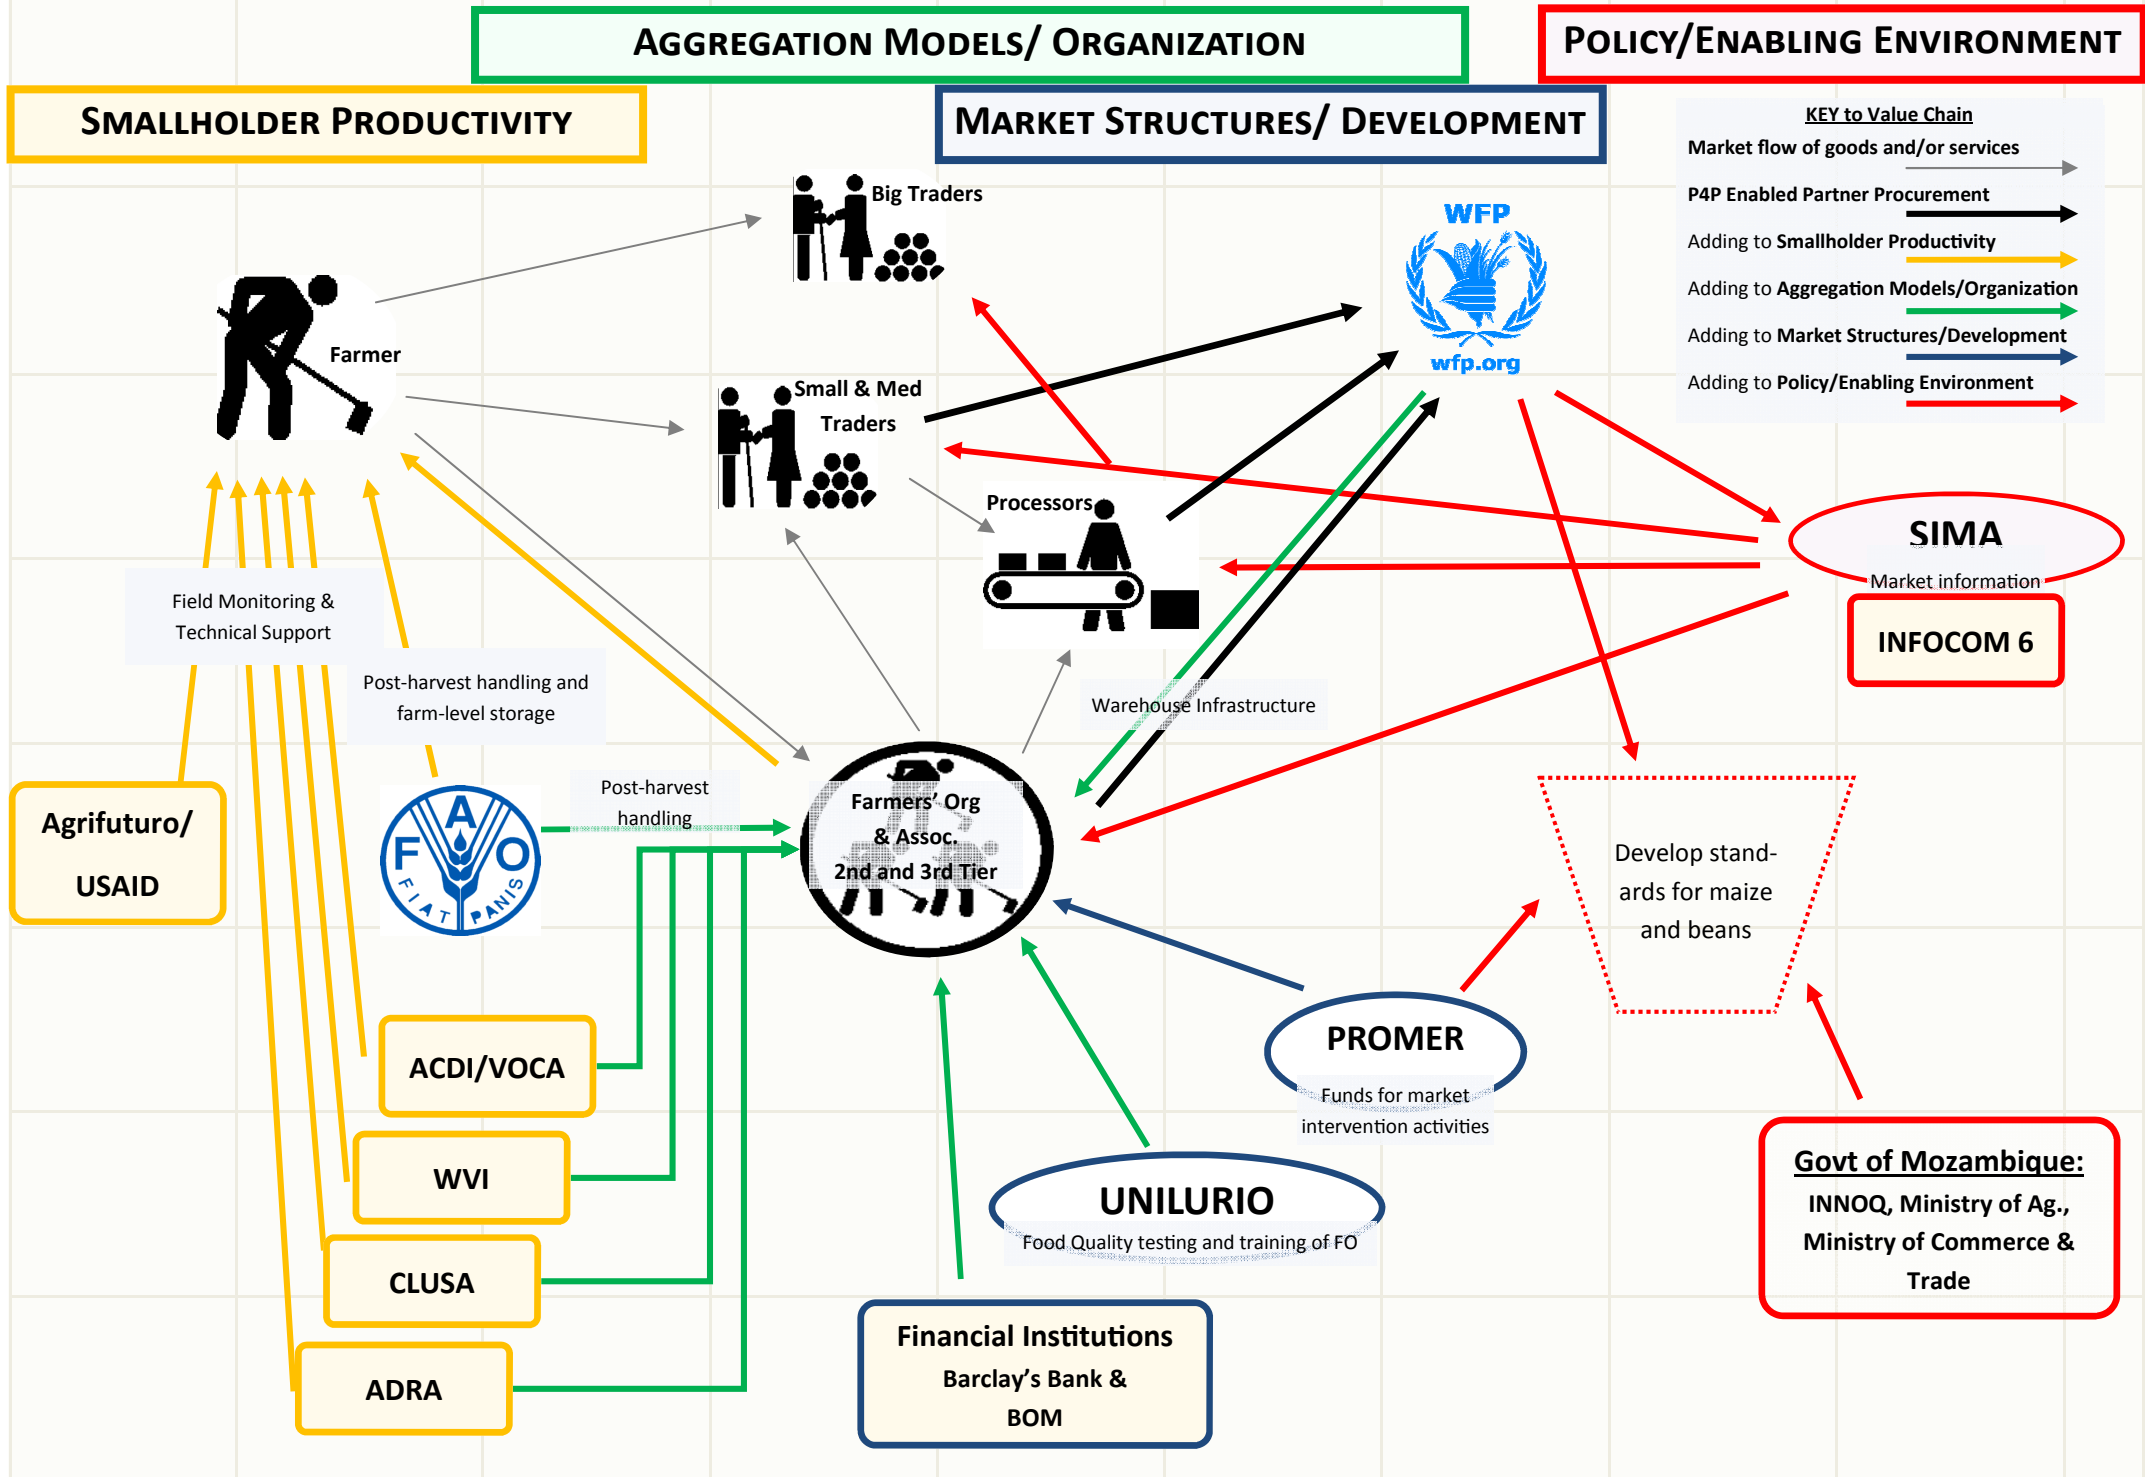 AGGREGATION MODELS/ ORGANIZATION
POLICY/ENABLING ENVIRONMENT
SMALLHOLDER PRODUCTIVITY
MARKET STRUCTURES/ DEVELOPMENT
KEY to Value Chain
Market flow of goods and/or services
P4P Enabled Partner Procurement
Adding to Smallholder Productivity
Adding to Aggregation Models/Organization
Adding to Market Structures/Development
Adding to Policy/Enabling Environment
Big Traders
WFP
wfp.org
Farmer
Small & Med
Traders
Processors
SIMA
Market information
INFOCOM 6
Field Monitoring &
Technical Support
Post-harvest handling and
farm-level storage
Warehouse Infrastructure
Agrifuturo/
USAID
F A O
FIAT PANIS
Post-harvest
handling
Farmers' Org
& Assoc.
2nd and 3rd Tier
Develop stand-
ards for maize
and beans
ACDI/VOCA
WVI
CLUSA
ADRA
PROMER
Funds for market
intervention activities
UNILURIO
Food Quality testing and training of FO
Financial Institutions
Barclay's Bank &
BOM
Govt of Mozambique:
INNOQ, Ministry of Ag.,
Ministry of Commerce &
Trade